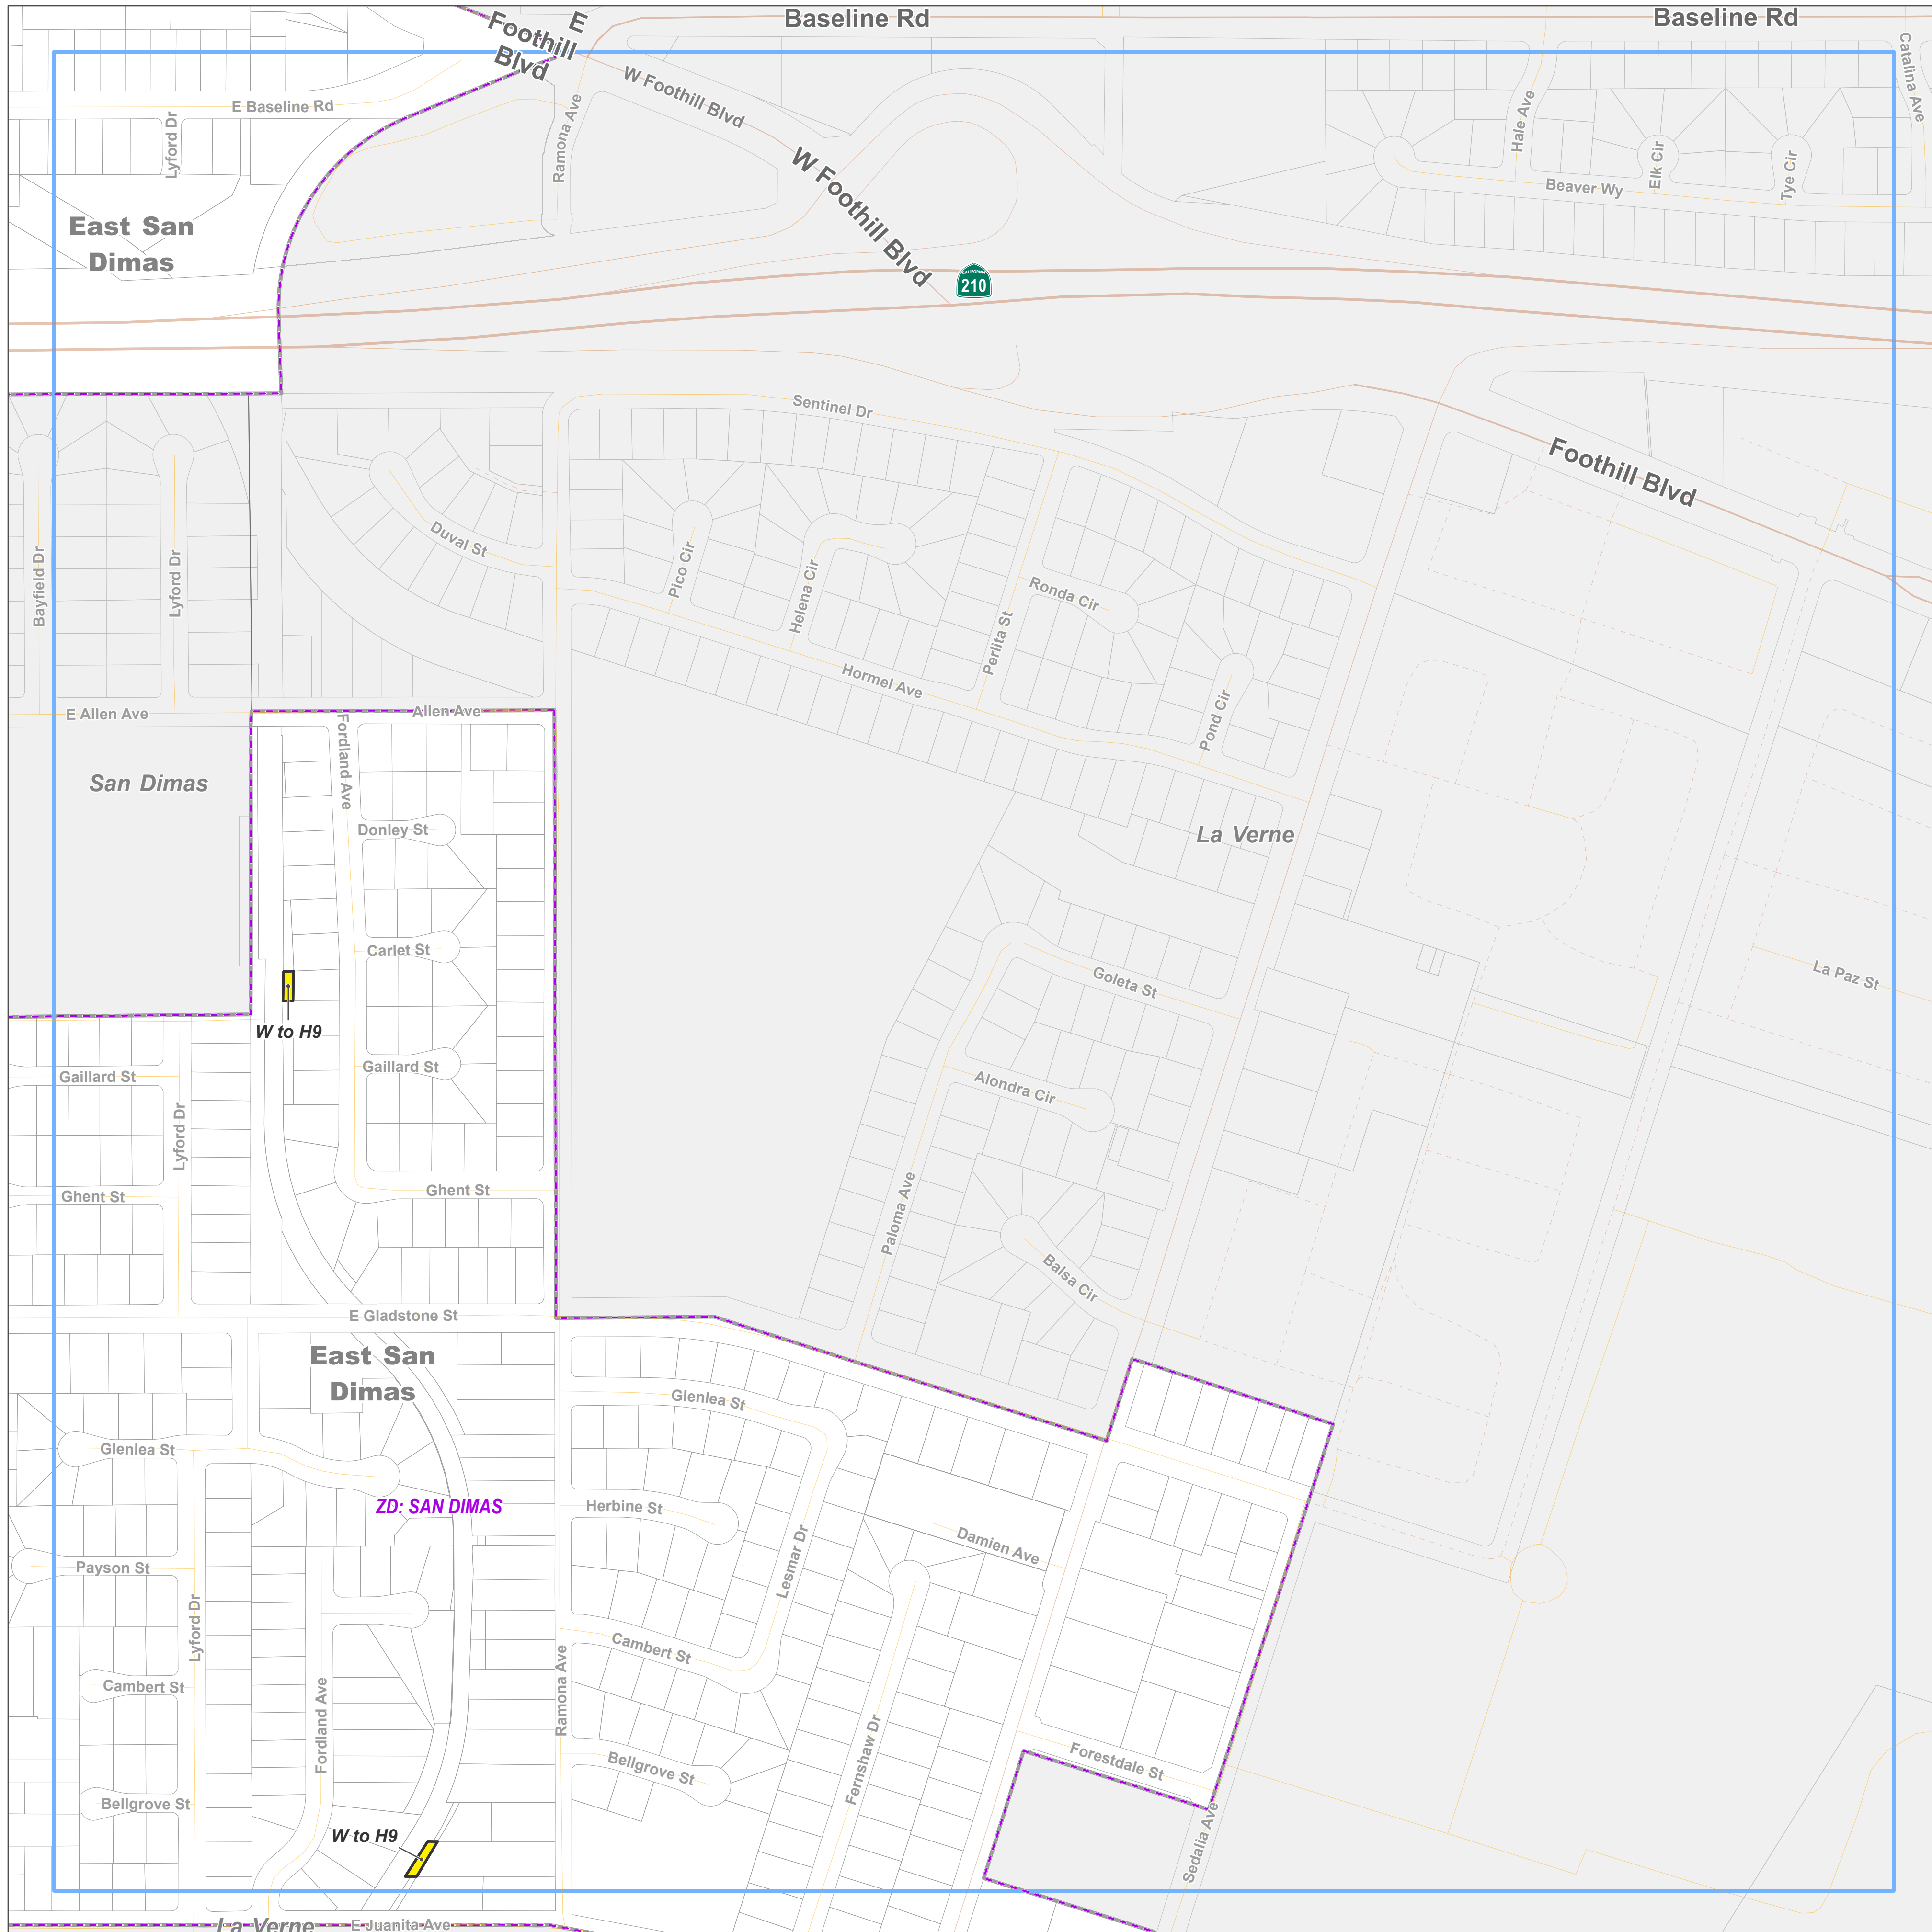 Baseline Rd
Baseline Rd
E
Foothill
Blvd
W Foothill Blvd
Catalina Ave
E Baseline Rd
Lyford Dr
Ramona Ave
Hale Ave
Elk Cir
Tye Cir
Beaver Wy
W Foothill Blvd
East San
Dimas
CALIFORNIA
210
Sentinel Dr
Foothill Blvd
Bayfield Dr
Lyford Dr
Duval St
Pico Cir
Helena Cir
Ronda Cir
Perlita St
Hormel Ave
Pond Cir
E Allen Ave
Allen Ave
Fordland Ave
San Dimas
Donley St
La Verne
Carlet St
Goleta St
La Paz St
W to H9
Gaillard St
Gaillard St
Alondra Cir
Lyford Dr
Ghent St
Ghent St
Paloma Ave
Balsa Cir
E Gladstone St
East San
Dimas
Glenlea St
Glenlea St
ZD: SAN DIMAS
Herbine St
Damien Ave
Lesmar Dr
Payson St
Lyford Dr
Cambert St
Cambert St
Fordland Ave
Ramona Ave
Fernshaw Dr
Bellgrove St
Forestdale St
Bellgrove St
W to H9
Sedalia Ave
La Verne
E Juanita Ave